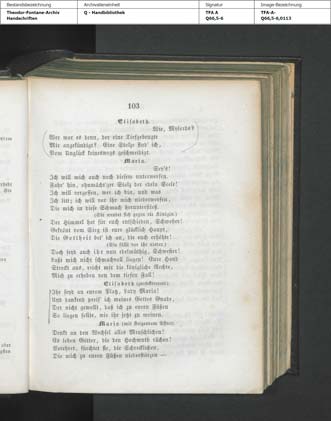 Bestandsbezeichnung
Theodor-Fontane-Archiv
Handschriften
Archivalieneinheit
Q - Handbibliothek
Signatur
TFA A
Q66,5-6
Image-Bezeichnung
TFA-A-
Q66,5-6,0113
103
Elisabeth.
Wie, Mylords?
Wer war es denn, der eine Tiefgebeugte
Mir angekündigt? Eine Stolze find' ich,
Vom Unglück keineswegs geschmeidigt.
Maria.
Sei's!
Ich will mich auch noch diesem unterwerfen.
Fahr' hin, ohnmächt'ger Stolz der edeln Seele!
Ich will vergessen, wer ich bin, und was
Ich litt; ich will vor ihr mich niederwerfen,
Die mich in diese Schmach herunterstieß.
(Sie wendet sich gegen die Königin.)
Der Himmel hat für euch entschieden, Schwester!
Gekrönt vom Sieg ist euer glücklich Haupt,
Die Gottheit bet' ich an, die euch erhöhte!
(Sie fällt vor ihr nieder.)
Doch seyd auch ihr nun edelmüthig, Schwester!
Laßt mich nicht schmachvoll liegen! Eure Hand
Streckt aus, reicht mir die königliche Rechte,
Mich zu erheben von dem tiefen Fall!
Elisabeth (zurücktretend).
Ihr seyd an eurem Platz, Lady Maria!
Und dankend preis' ich meines Gottes Gnade,
Der nicht gewollt, daß ich zu euren Füßen
So liegen sollte, wie ihr jetzt zu meinen.
Maria (mit steigendem Affect).
Denkt an den Wechsel alles Menschlichen!
Es leben Götter, die den Hochmuth rächen!
Verehret, fürchtet sie, die Schrecklichen,
Die mich zu euren Füßen niederstürzen —